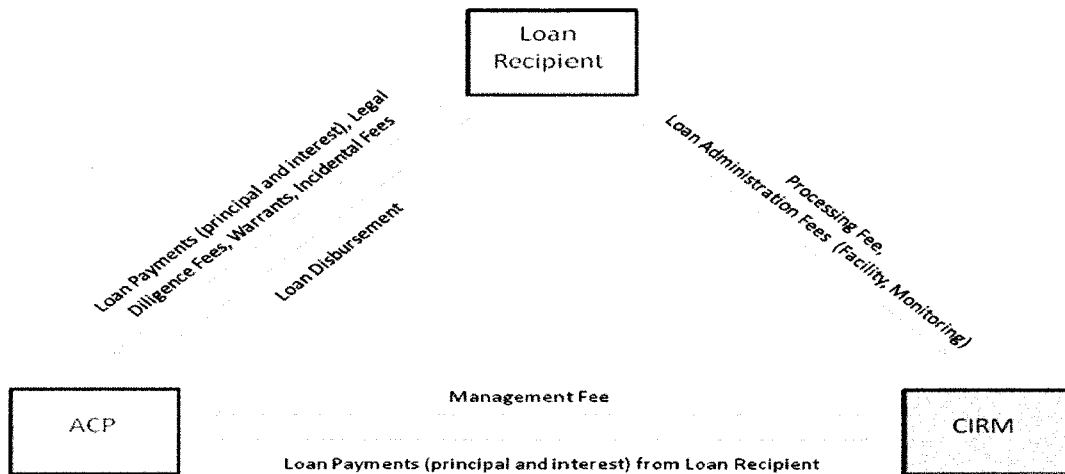 Loan
Recipient
Loan Payments (principal and interest), Legal
Diligence Fees, Warrants, Incidental Fees
Loan Disbursement
Processing Fee,
Loan Administration Fees (Facility, Monitoring)
Management Fee
ACP
CIRM
Loan Payments (principal and interest) from Loan Recipient